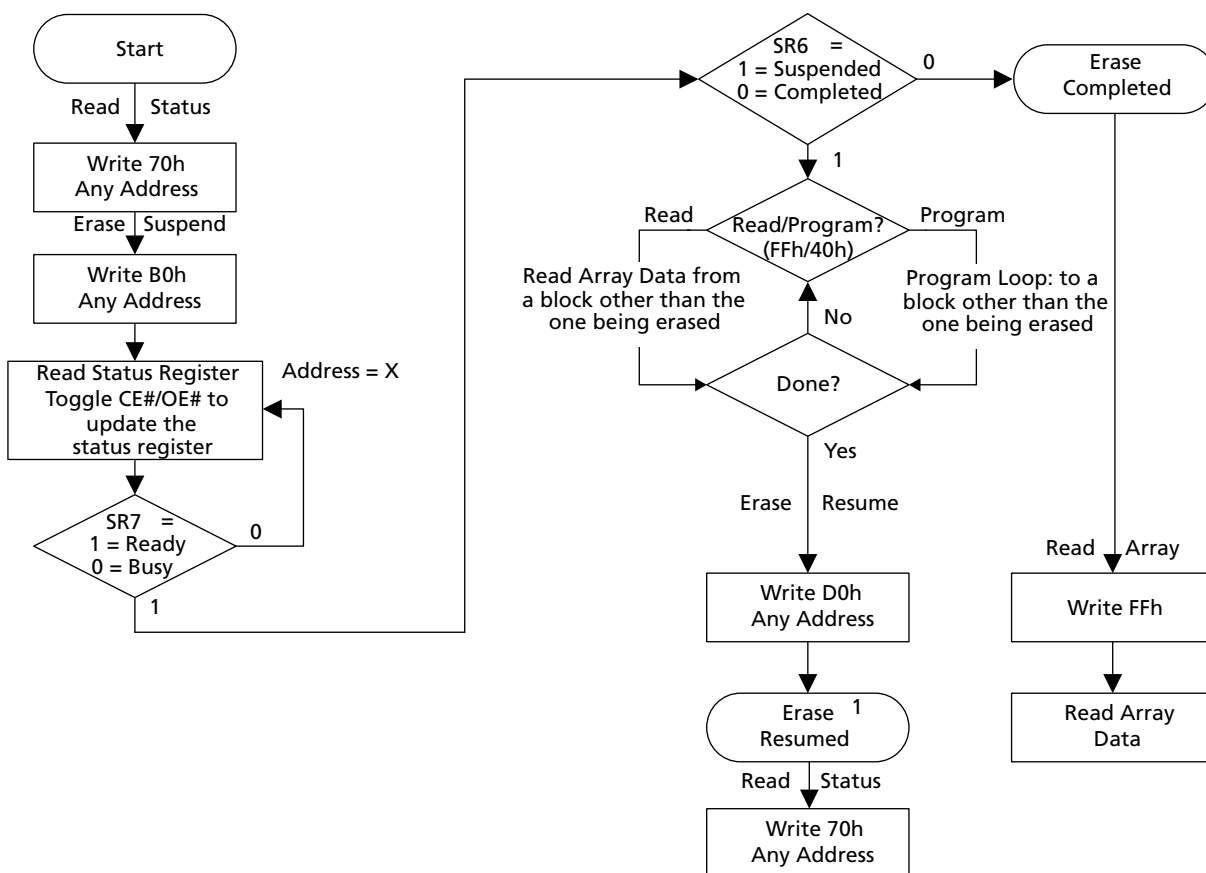 Start
Read Status
Write 70h
Any Address
Erase Suspend
Write B0h
Any Address
Read Status Register
Toggle CE#/OE# to
update the
status register
Address = X
SR7 =
1 = Ready
0 = Busy
0
1
SR6 =
1 = Suspended
0 = Completed
0
1
Erase
Completed
Read/Program?
(FFh/40h)
Read
Program
Read Array Data from
a block other than the
one being erased
Program Loop: to a
block other than the
one being erased
No
Done?
Yes
Erase Resume
Write D0h
Any Address
Erase 1
Resumed
Read Status
Write 70h
Any Address
Read Array
Write FFh
Read Array
Data